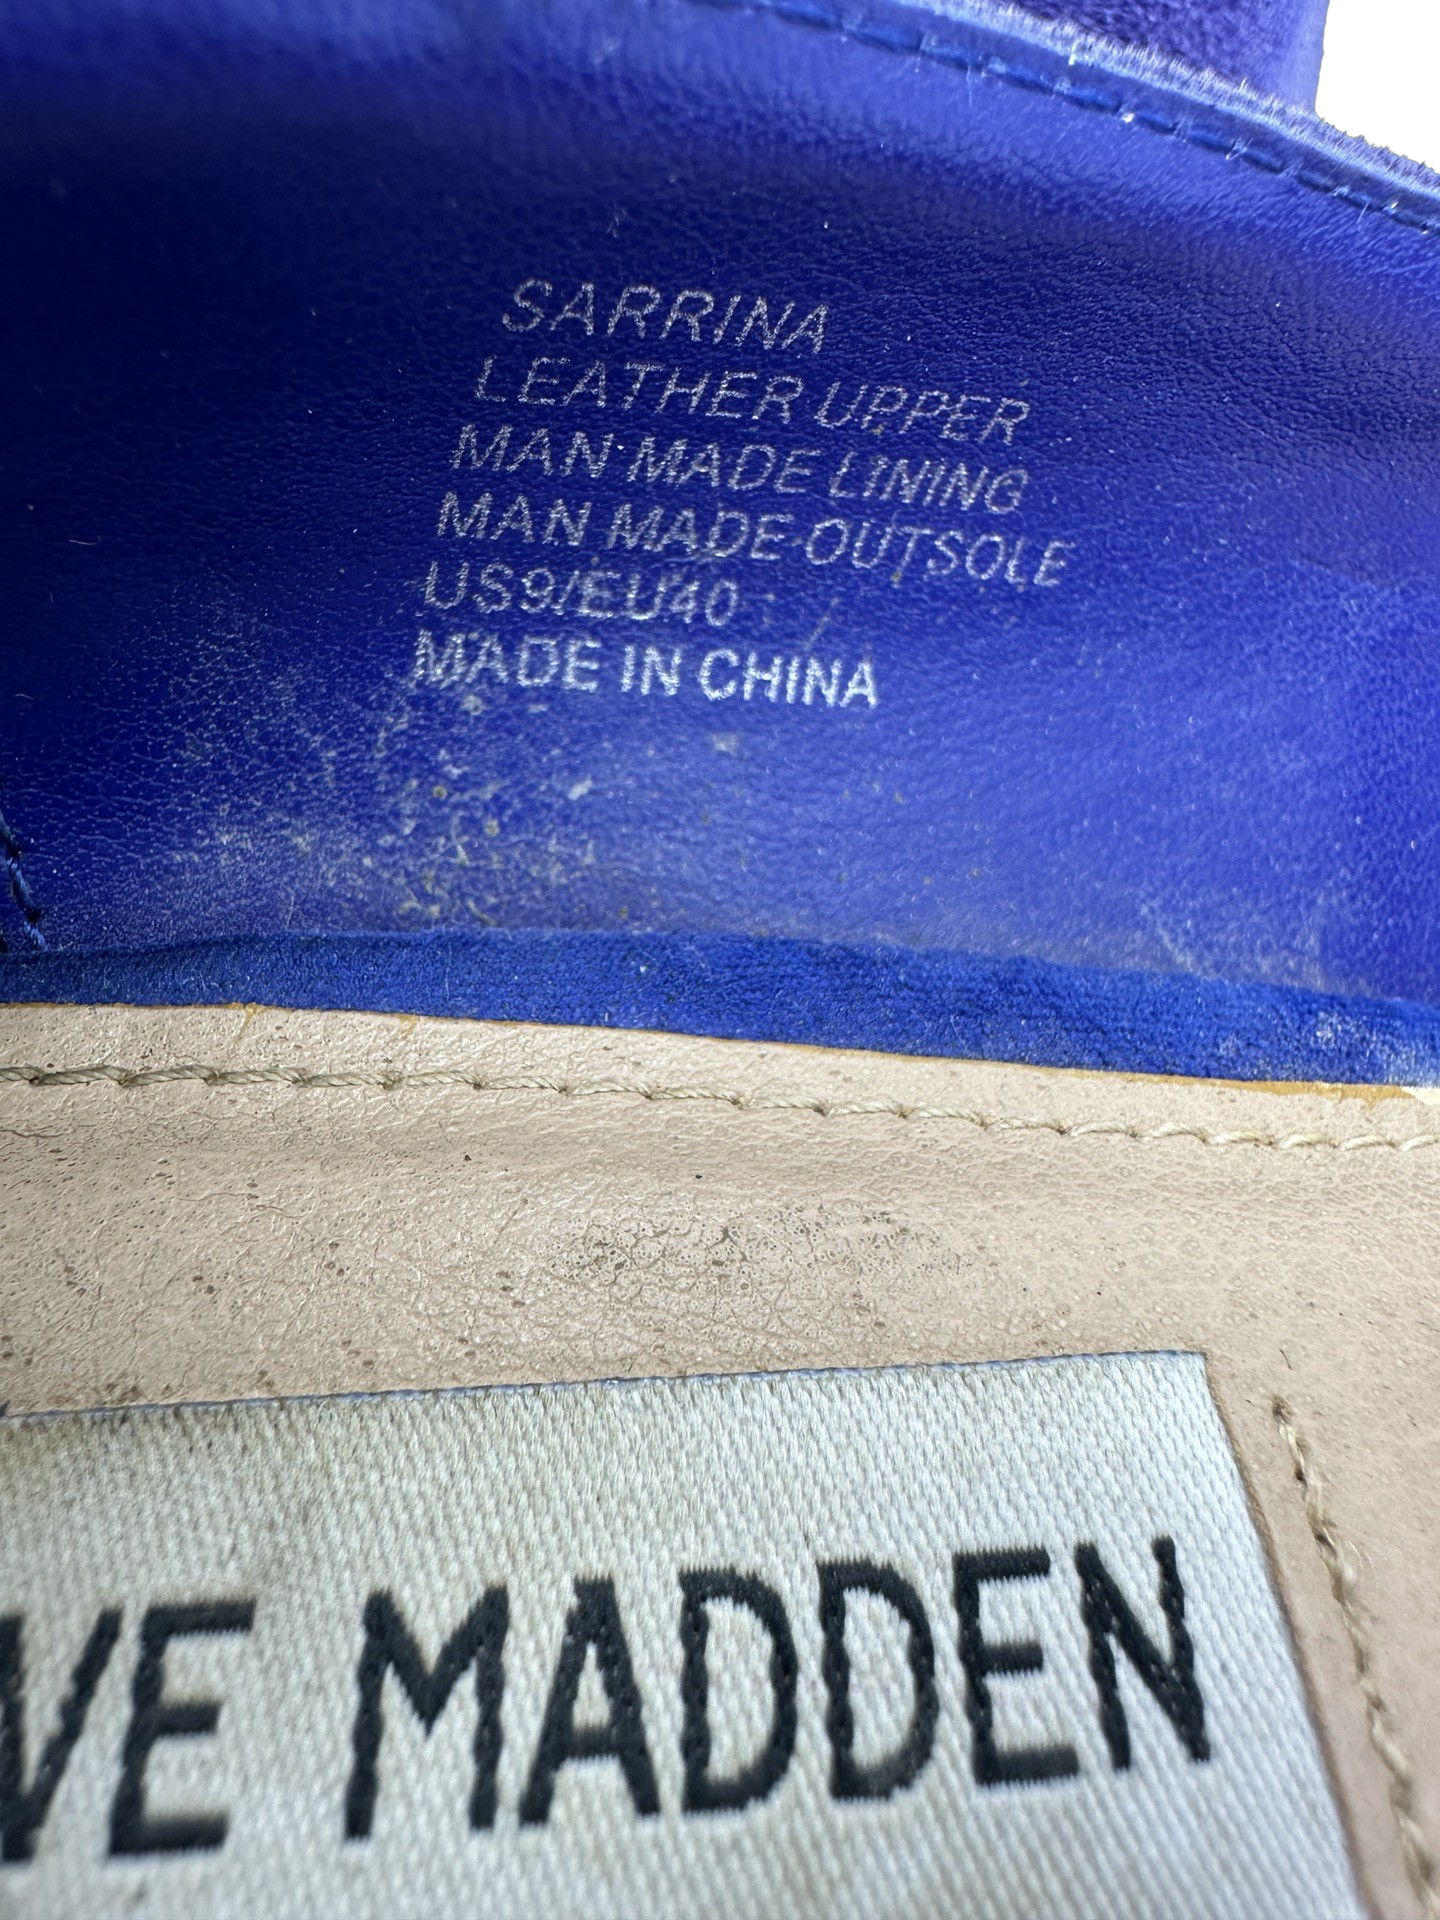 SARRINA
LEATHER UPPER
MAN MADE LINING
MAN MADE OUTSOLE
US9/EU40
MADE IN CHINA
VE MADDEN